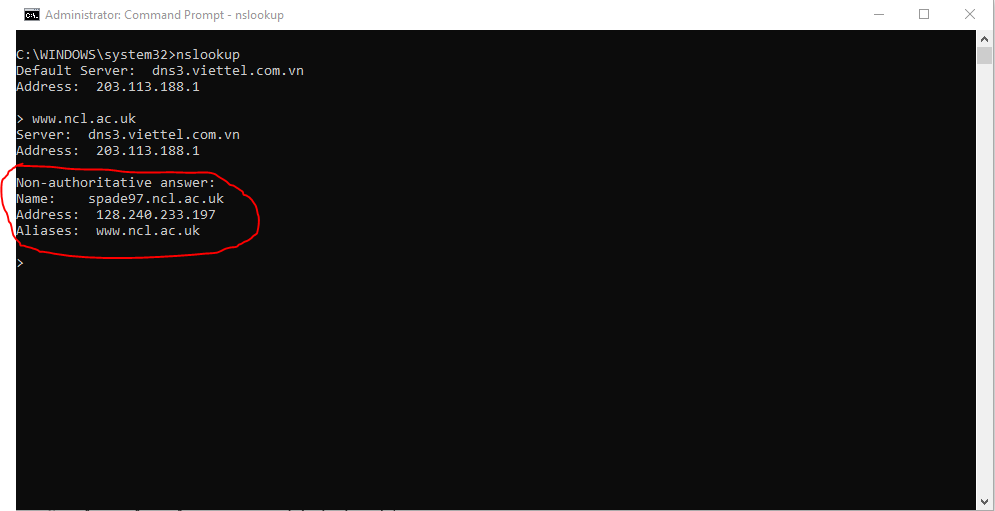 Administrator: Command Prompt - nslookup
C:\WINDOWS\system32>nslookup
Default Server:  dns3.viettel.com.vn
Address:  203.113.188.1
> www.ncl.ac.uk
Server:  dns3.viettel.com.vn
Address:  203.113.188.1
Non-authoritative answer:
Name:    spade97.ncl.ac.uk
Address:  128.240.233.197
Aliases:  www.ncl.ac.uk
>